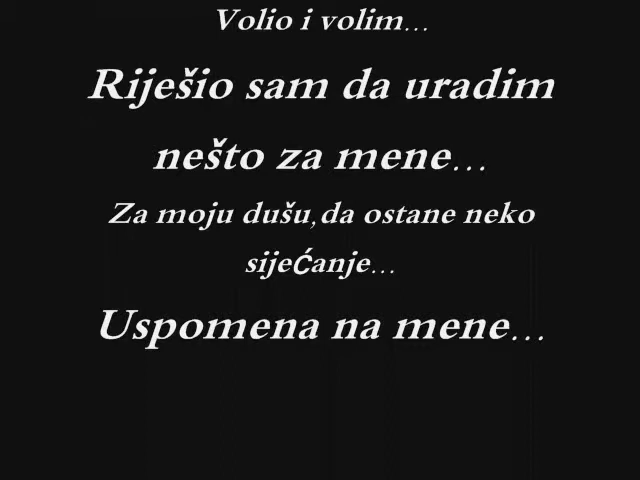 Volio i volim...
Riješio sam da uradim
nešto za mene...
Za moju dušu,da ostane neko
siječanje...
Uspomena na mene...